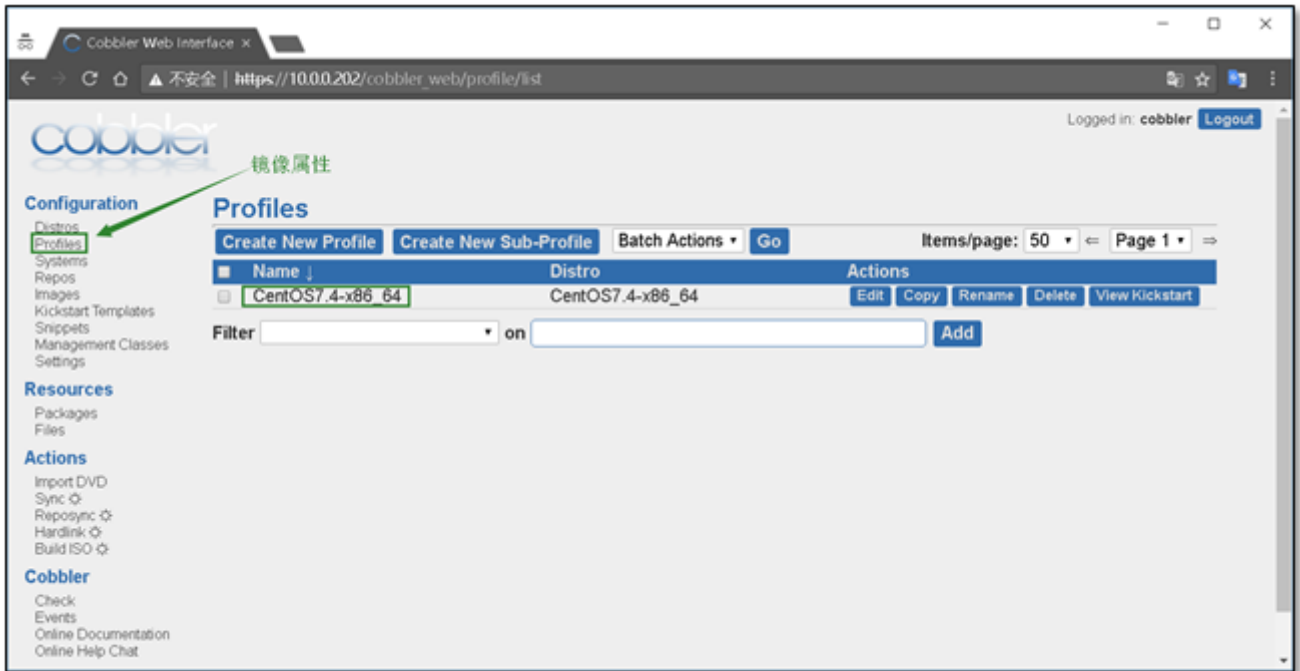 Cobbler Web Interface ×
不安全 | https://10.0.0.202/cobbler_web/profile/list
Logged in: cobbler Logout
cobbler
镜像属性
Configuration
Distros
Profiles
Systems
Repos
Images
Kickstart Templates
Snippets
Management Classes
Settings
Resources
Packages
Files
Actions
Import DVD
Sync
Reposync
Hardlink
Build ISO
Cobbler
Check
Events
Online Documentation
Online Help Chat
Profiles
Create New Profile Create New Sub-Profile Batch Actions Go Items/page: 50 ⇐ Page 1 ⇒
Name ↓ Distro Actions
CentOS7.4-x86_64 CentOS7.4-x86_64 Edit Copy Rename Delete View Kickstart
Filter on Add